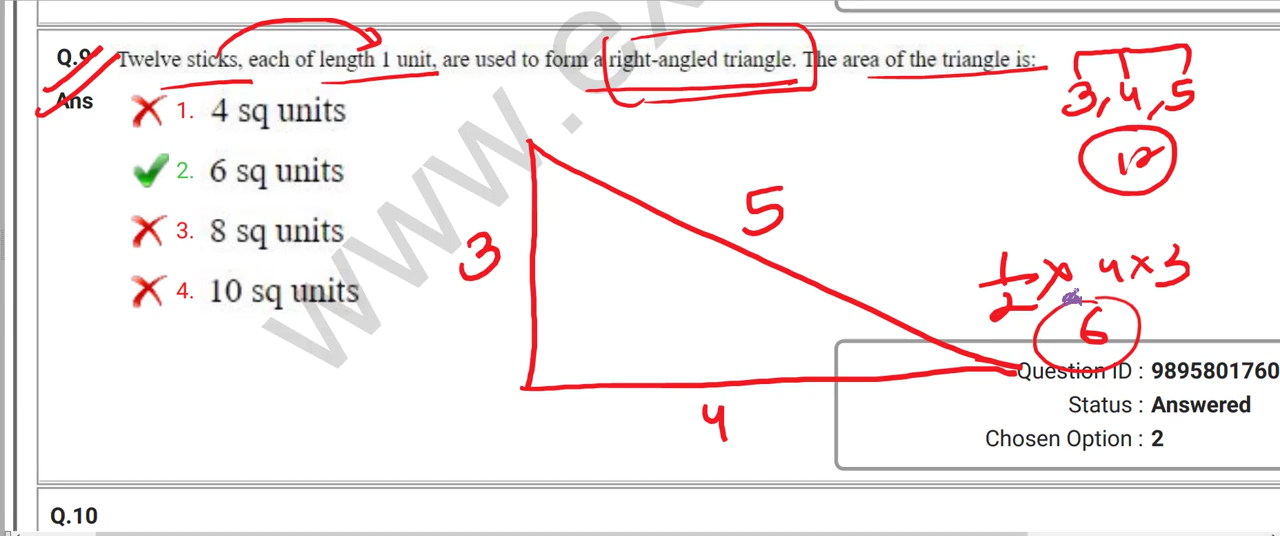 Q.9 Twelve sticks, each of length 1 unit, are used to form a right-angled triangle. The area of the triangle is:
Ans
1. 4 sq units
2. 6 sq units
3. 8 sq units
4. 10 sq units
3, 4, 5
12
3
5
4
1/2 × 4 × 3
6
www.ex
Question ID : 9895801760
Status : Answered
Chosen Option : 2
Q.10